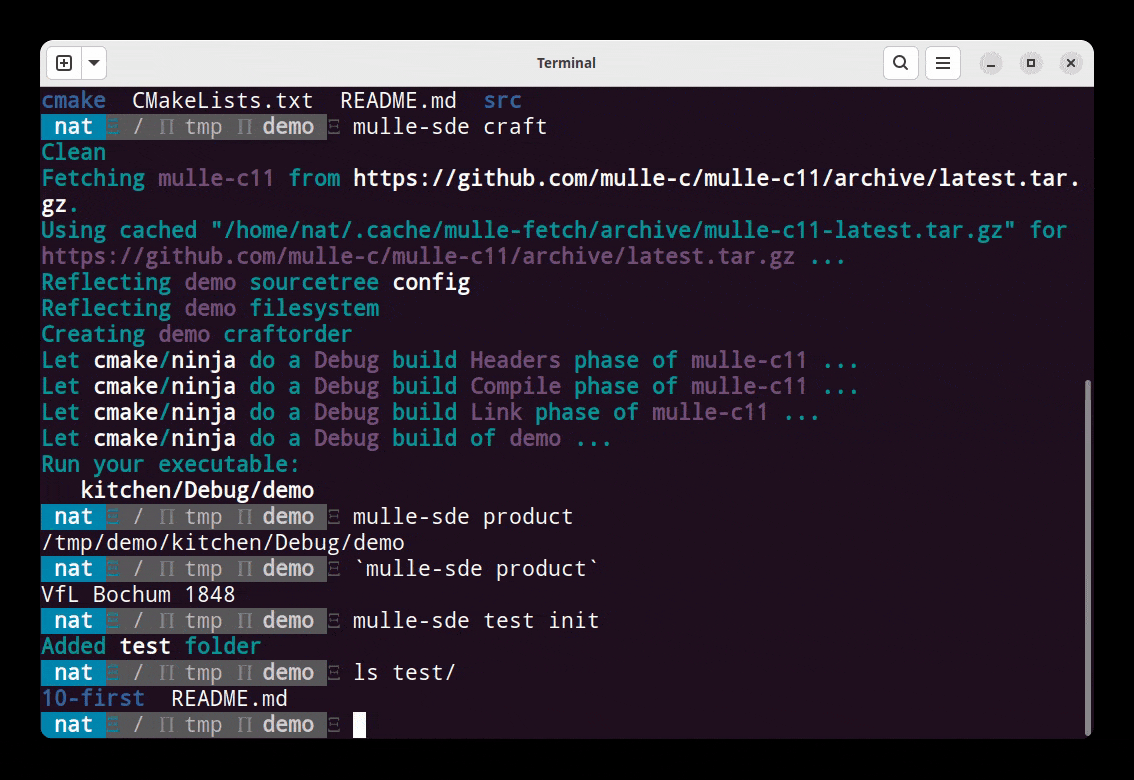 Terminal
cmake  CMakeLists.txt  README.md  src
nat Ξ / Π tmp Π demo Ξ mulle-sde craft
Clean
Fetching mulle-c11 from https://github.com/mulle-c/mulle-c11/archive/latest.tar.
gz.
Using cached "/home/nat/.cache/mulle-fetch/archive/mulle-c11-latest.tar.gz" for
https://github.com/mulle-c/mulle-c11/archive/latest.tar.gz ...
Reflecting demo sourcetree config
Reflecting demo filesystem
Creating demo craftorder
Let cmake/ninja do a Debug build Headers phase of mulle-c11 ...
Let cmake/ninja do a Debug build Compile phase of mulle-c11 ...
Let cmake/ninja do a Debug build Link phase of mulle-c11 ...
Let cmake/ninja do a Debug build of demo ...
Run your executable:
   kitchen/Debug/demo
nat Ξ / Π tmp Π demo Ξ mulle-sde product
/tmp/demo/kitchen/Debug/demo
nat Ξ / Π tmp Π demo Ξ `mulle-sde product`
VfL Bochum 1848
nat Ξ / Π tmp Π demo Ξ mulle-sde test init
Added test folder
nat Ξ / Π tmp Π demo Ξ ls test/
10-first  README.md
nat Ξ / Π tmp Π demo Ξ